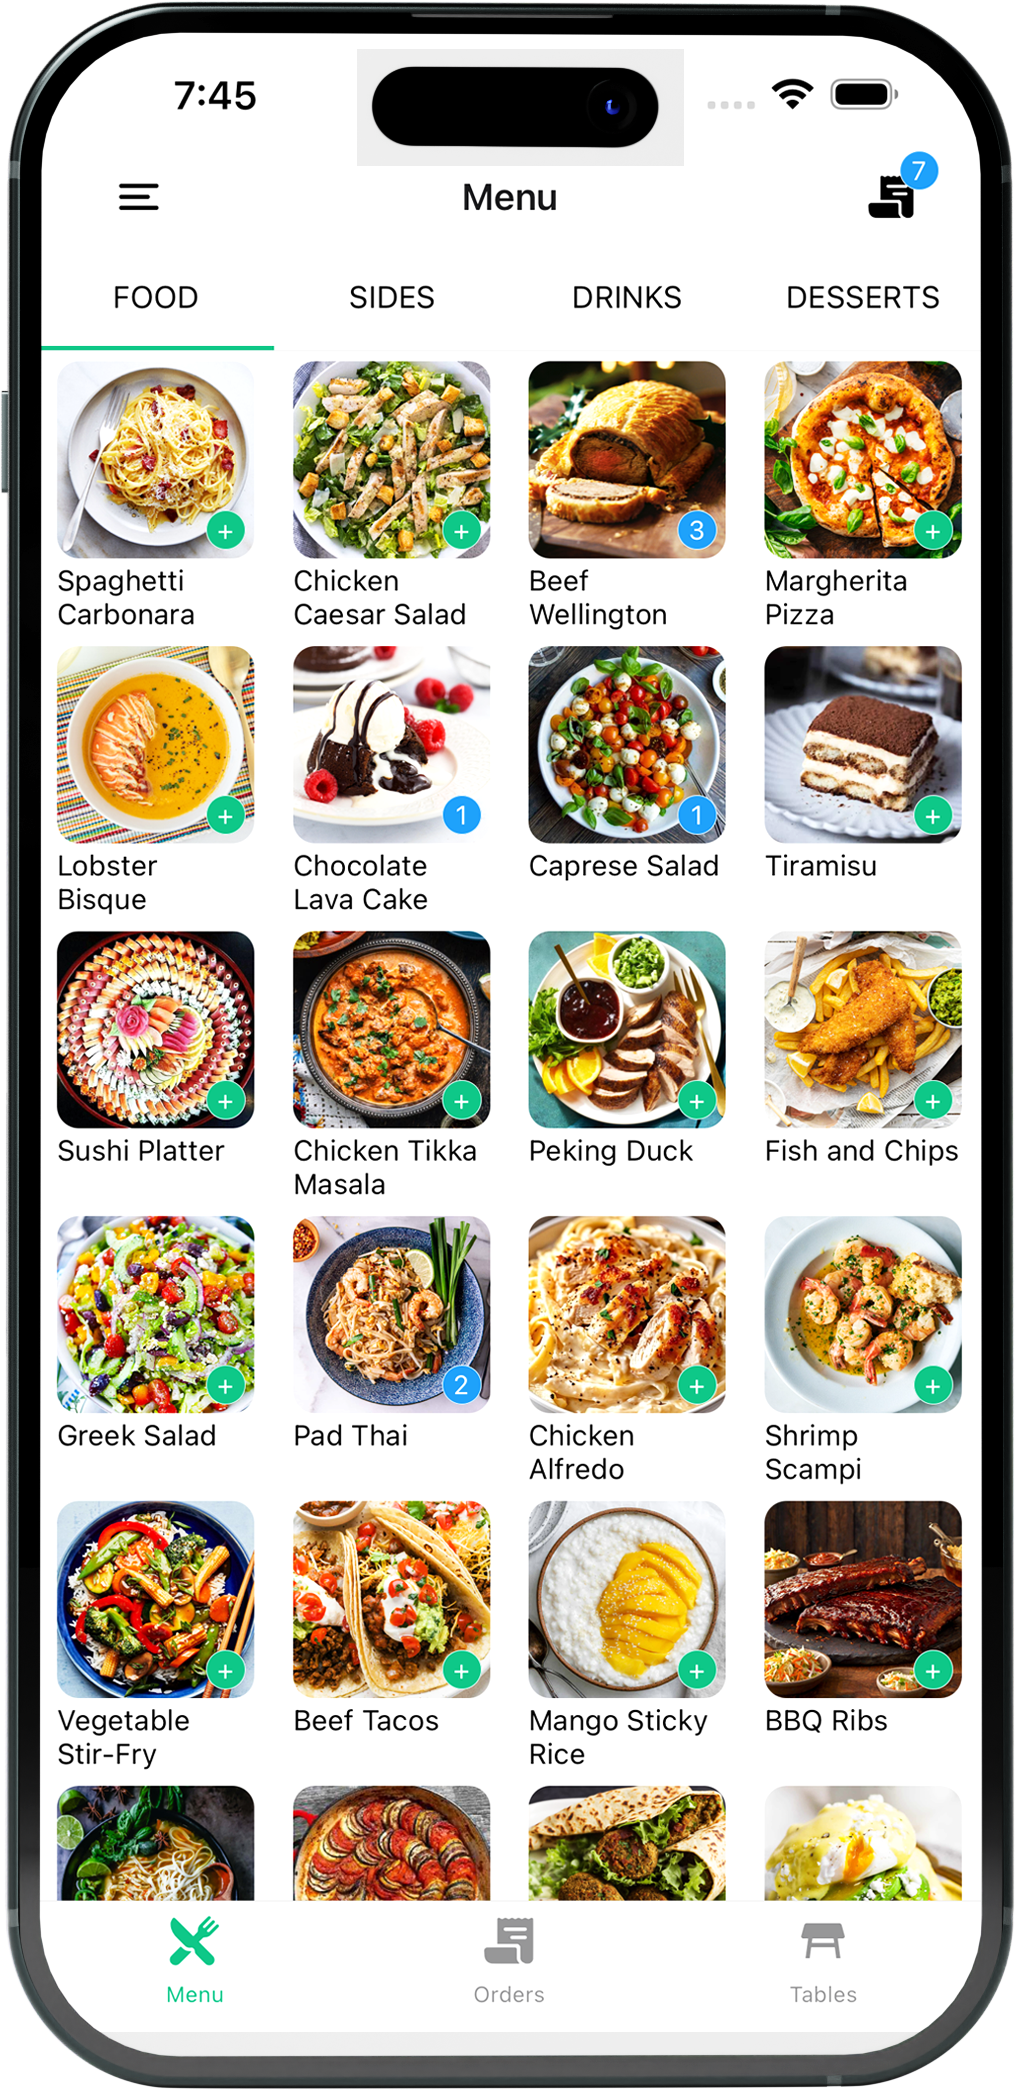 7:45
Menu
7
FOOD
SIDES
DRINKS
DESSERTS
3
Spaghetti
Carbonara
Chicken
Caesar Salad
Beef
Wellington
Margherita
Pizza
1
1
Lobster
Bisque
Chocolate
Lava Cake
Caprese Salad
Tiramisu
Sushi Platter
Chicken Tikka
Masala
Peking Duck
Fish and Chips
2
Greek Salad
Pad Thai
Chicken
Alfredo
Shrimp
Scampi
Vegetable
Stir-Fry
Beef Tacos
Mango Sticky
Rice
BBQ Ribs
Menu
Orders
Tables